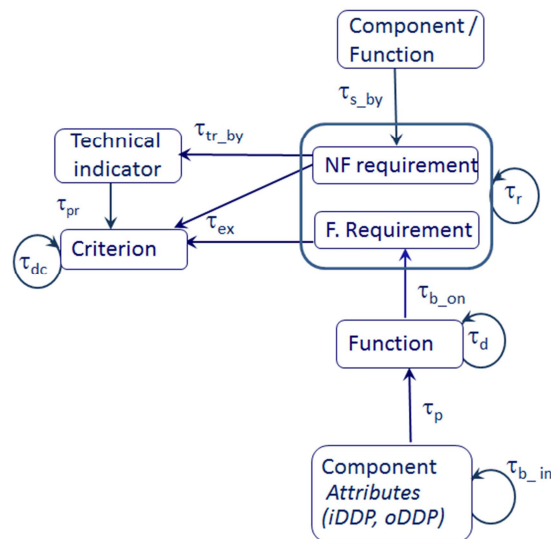 Component /
Function
τs_by
τtr_by
Technical
indicator
NF requirement
τr
τpr
τex
F. Requirement
Criterion
τdc
τb_on
Function
τd
τp
Component
Attributes
(iDDP, oDDP)
τb_in